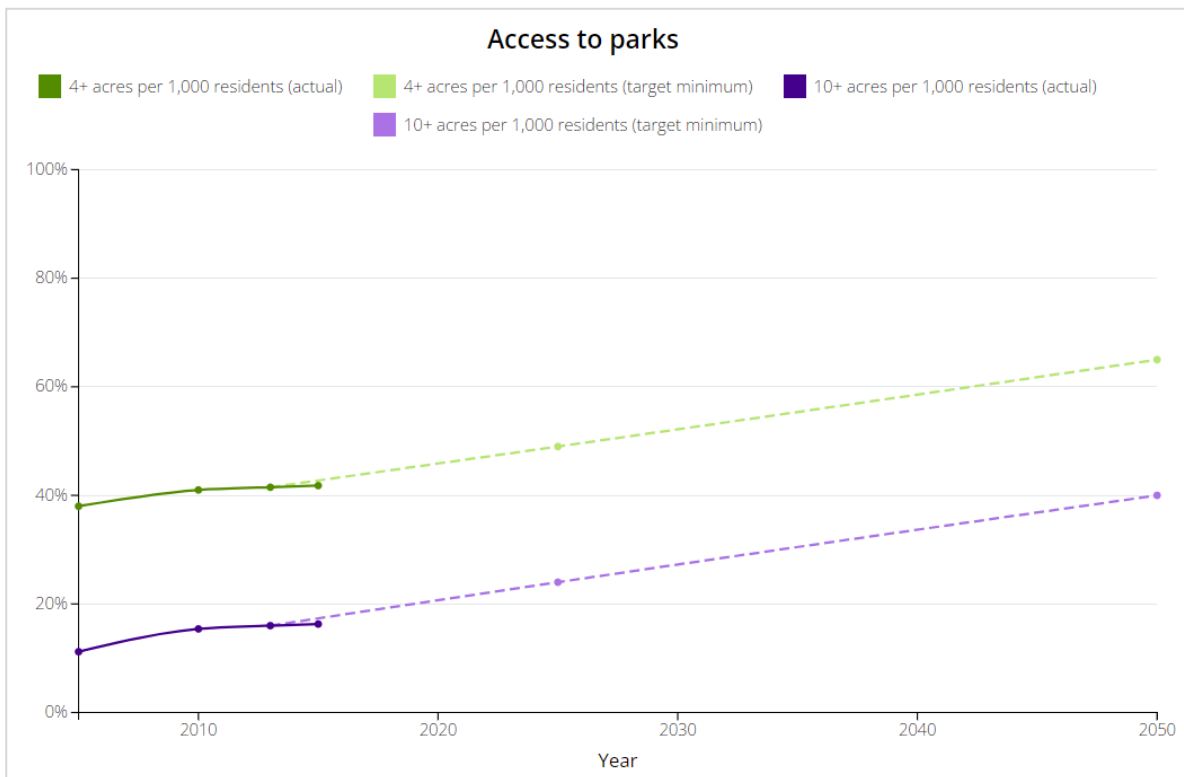 Access to parks
4+ acres per 1,000 residents (actual) 4+ acres per 1,000 residents (target minimum) 10+ acres per 1,000 residents (actual)
10+ acres per 1,000 residents (target minimum)
100%
80%
60%
40%
20%
0%
2010 2020 2030 2040 2050
Year